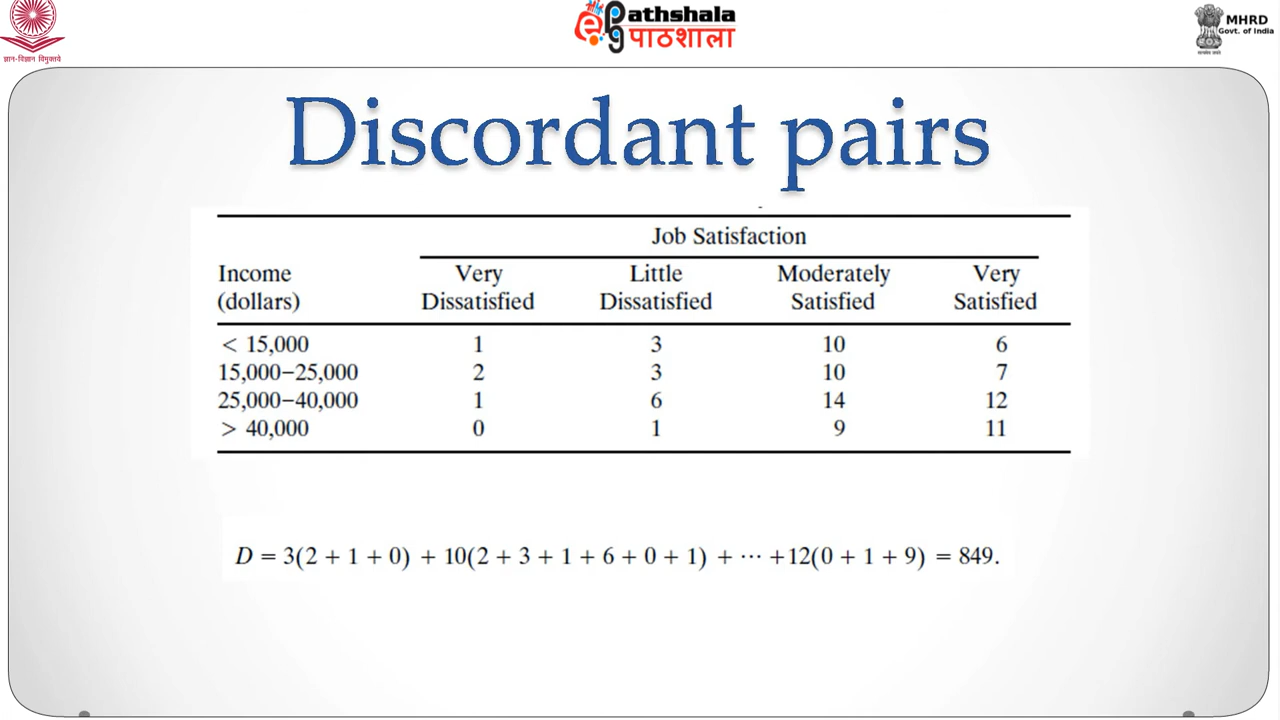 ज्ञान-विज्ञान विमुक्तये
Pathshala
पाठशाला
MHRD
Govt. of India
Discordant pairs
Job Satisfaction
Income (dollars) Very Dissatisfied Little Dissatisfied Moderately Satisfied Very Satisfied
< 15,000 1 3 10 6
15,000–25,000 2 3 10 7
25,000–40,000 1 6 14 12
> 40,000 0 1 9 11
D = 3(2 + 1 + 0) + 10(2 + 3 + 1 + 6 + 0 + 1) + ··· +12(0 + 1 + 9) = 849.